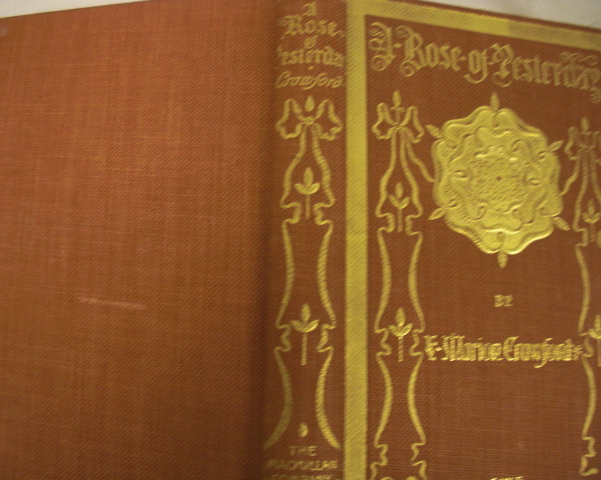 A
Rose
of
Yesterday
Crawford
THE
MACMILLAN
COMPANY
A·Rose·of·Yesterday
BY
F·Marion Crawford